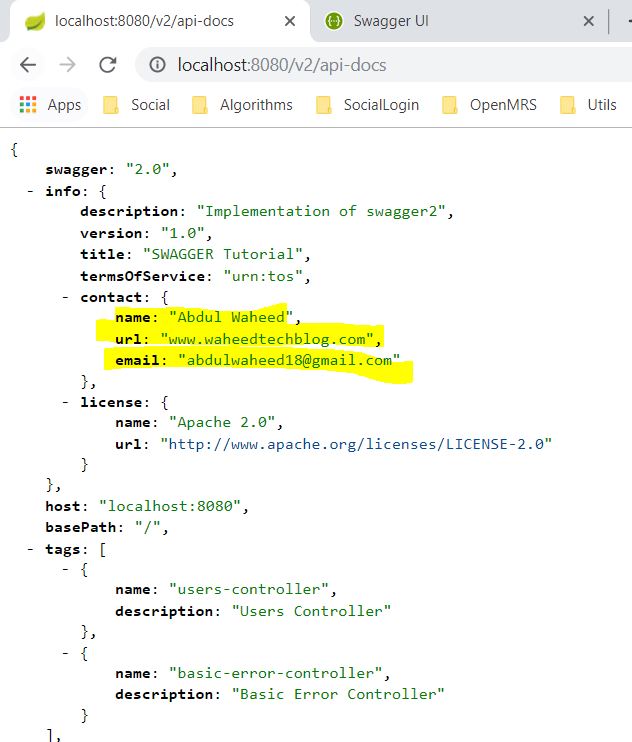 localhost:8080/v2/api-docs
Swagger UI
localhost:8080/v2/api-docs
Apps Social Algorithms SocialLogin OpenMRS Utils
{
swagger: "2.0",
- info: {
description: "Implementation of swagger2",
version: "1.0",
title: "SWAGGER Tutorial",
termsOfService: "urn:tos",
- contact: {
name: "Abdul Waheed",
url: "www.waheedtechblog.com",
email: "abdulwaheed18@gmail.com"
},
- license: {
name: "Apache 2.0",
url: "http://www.apache.org/licenses/LICENSE-2.0"
}
},
host: "localhost:8080",
basePath: "/",
- tags: [
- {
name: "users-controller",
description: "Users Controller"
},
- {
name: "basic-error-controller",
description: "Basic Error Controller"
}
],